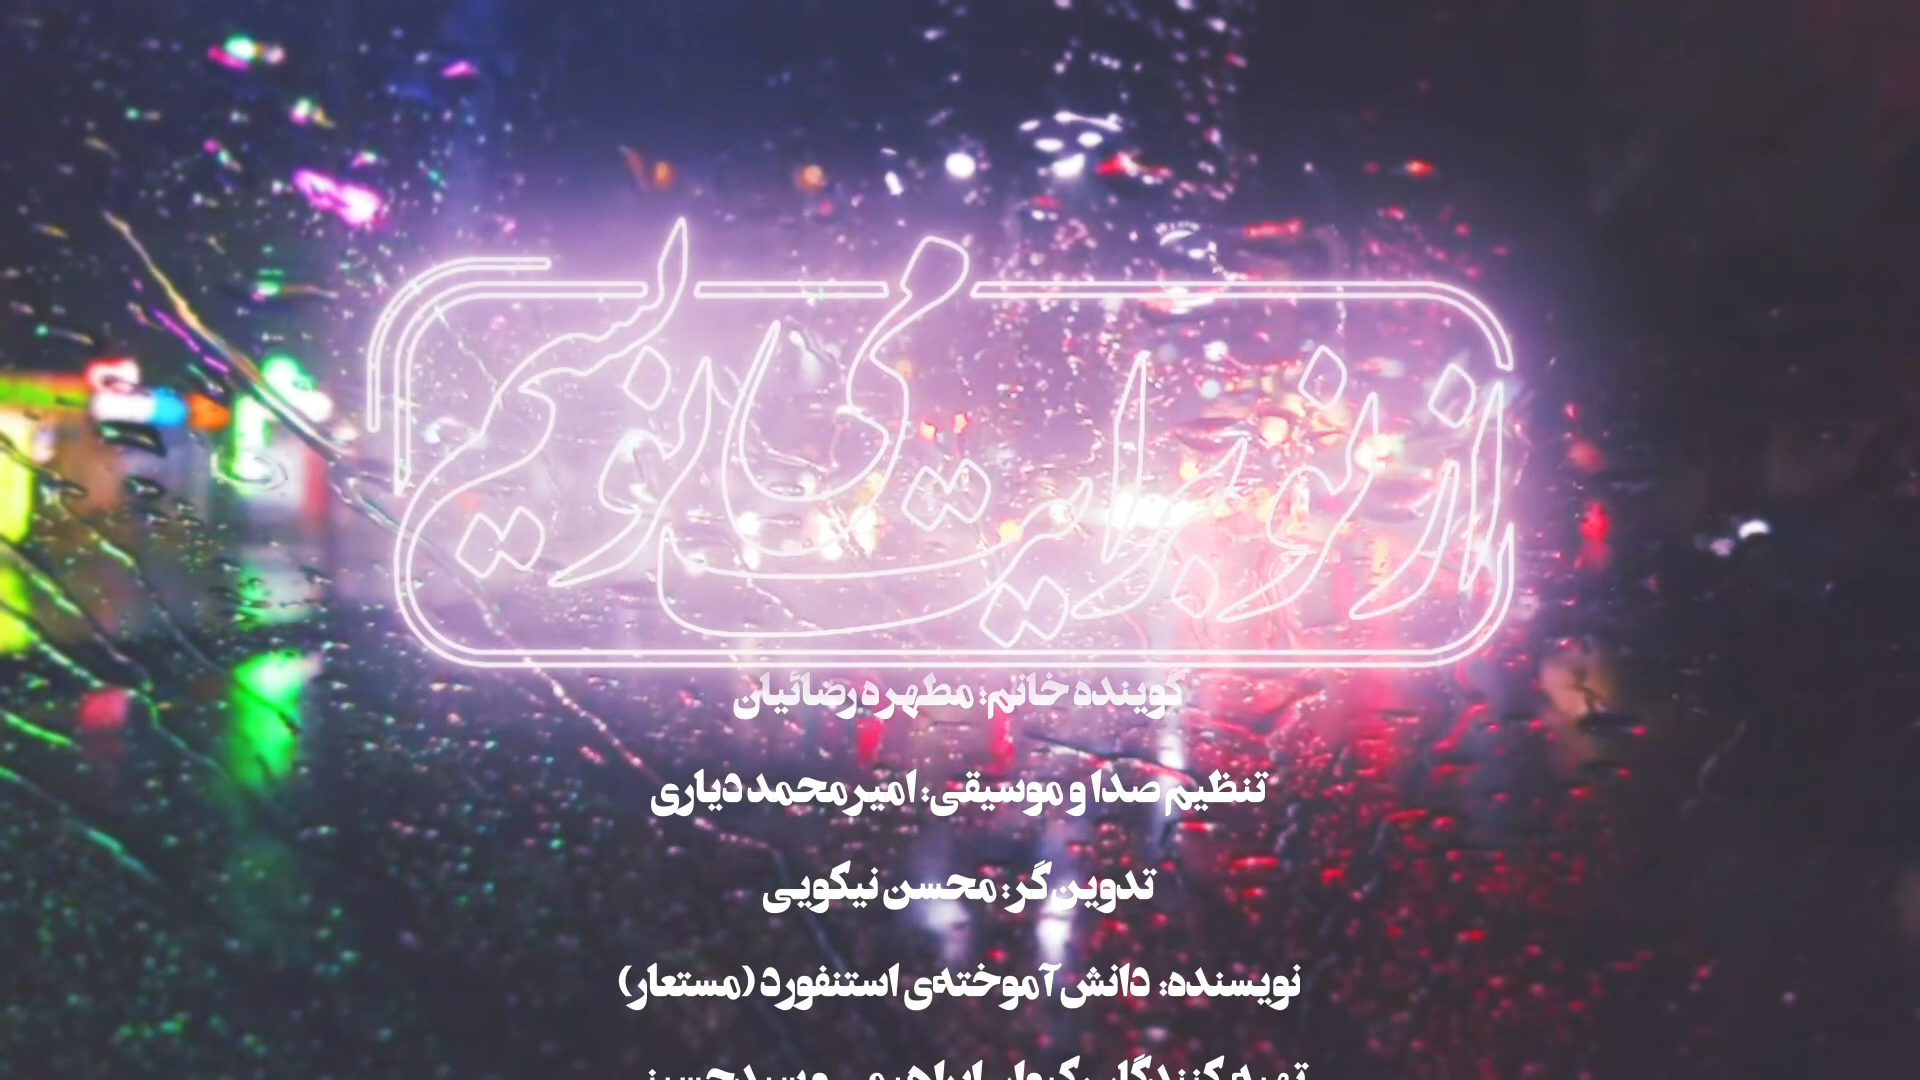 از نو برایت می‌نویسم
گوینده خانم: مطهره رضائیان
تنظیم صدا و موسیقی: امیرمحمد دیاری
تدوین‌گر: محسن نیکویی
نویسنده: دانش‌آموخته‌ی استنفورد (مستعار)